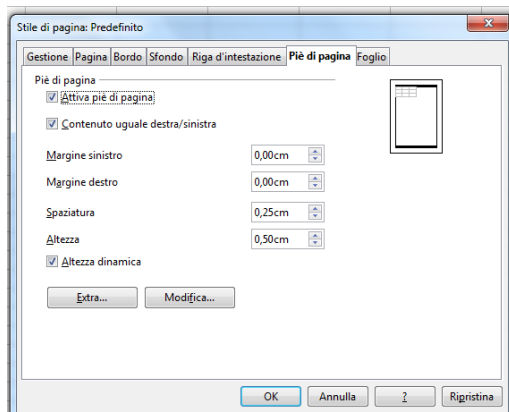 Stile di pagina: Predefinito
Gestione Pagina Bordo Sfondo Riga d'intestazione Piè di pagina Foglio
Piè di pagina
Attiva piè di pagina
Contenuto uguale destra/sinistra
Margine sinistro 0,00cm
Margine destro 0,00cm
Spaziatura 0,25cm
Altezza 0,50cm
Altezza dinamica
Extra... Modifica...
OK Annulla ? Ripristina